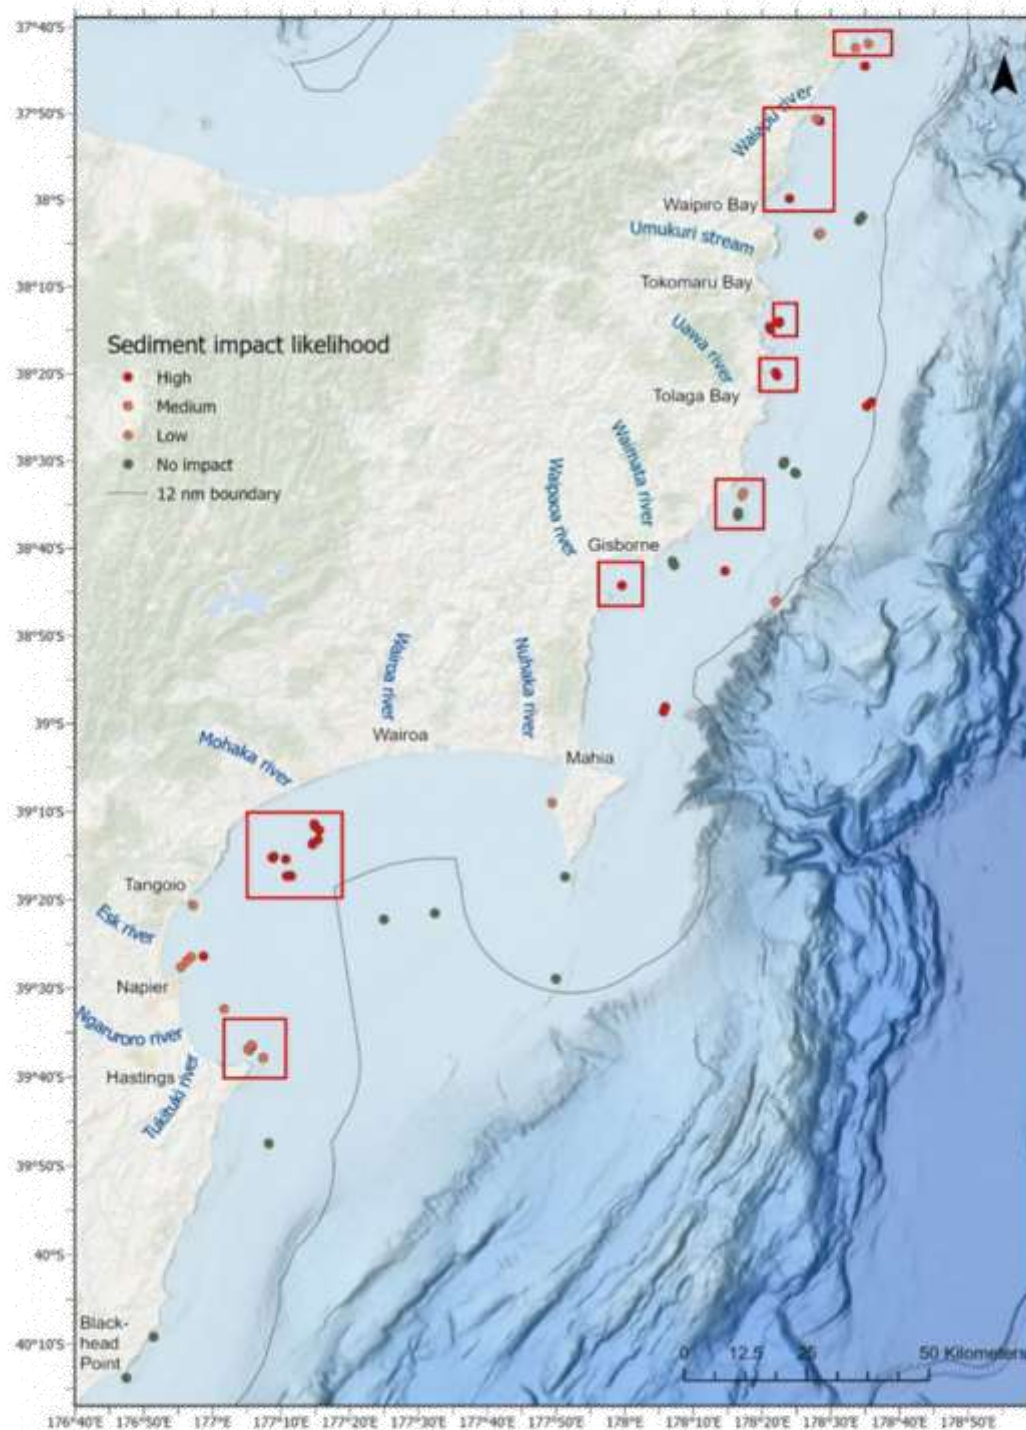 37°40'S
37°50'S
Waiapu river
38°S
Waipiro Bay
Umukuri stream
38°10'S
Tokomaru Bay
Uawa river
Sediment impact likelihood
High
Medium
Low
No impact
12 nm boundary
38°20'S
Tolaga Bay
38°30'S
Waimata river
Waipaoa river
38°40'S
Gisborne
38°50'S
Wairoa river
Nuhaka river
39°S
Wairoa
Mohaka river
Mahia
39°10'S
Tangoio
39°20'S
Esk river
39°30'S
Napier
Ngaruroro river
39°40'S
Hastings
Tukituki river
39°50'S
40°S
Black-
head
Point
40°10'S
0 12.5 25 50 Kilometers
176°40'E 176°50'E 177°E 177°10'E 177°20'E 177°30'E 177°40'E 177°50'E 178°E 178°10'E 178°20'E 178°30'E 178°40'E 178°50'E